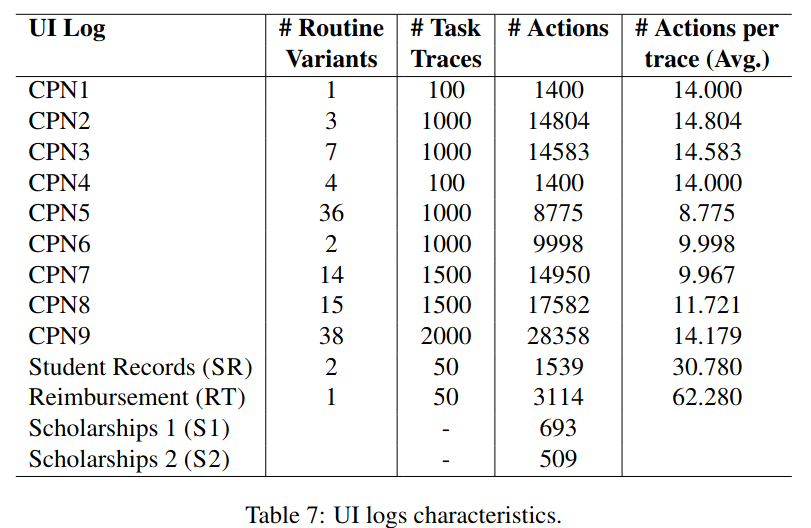 UI Log # Routine # Task # Actions # Actions per
Variants Traces trace (Avg.)
CPN1 1 100 1400 14.000
CPN2 3 1000 14804 14.804
CPN3 7 1000 14583 14.583
CPN4 4 100 1400 14.000
CPN5 36 1000 8775 8.775
CPN6 2 1000 9998 9.998
CPN7 14 1500 14950 9.967
CPN8 15 1500 17582 11.721
CPN9 38 2000 28358 14.179
Student Records (SR) 2 50 1539 30.780
Reimbursement (RT) 1 50 3114 62.280
Scholarships 1 (S1) - 693
Scholarships 2 (S2) - 509
Table 7: UI logs characteristics.